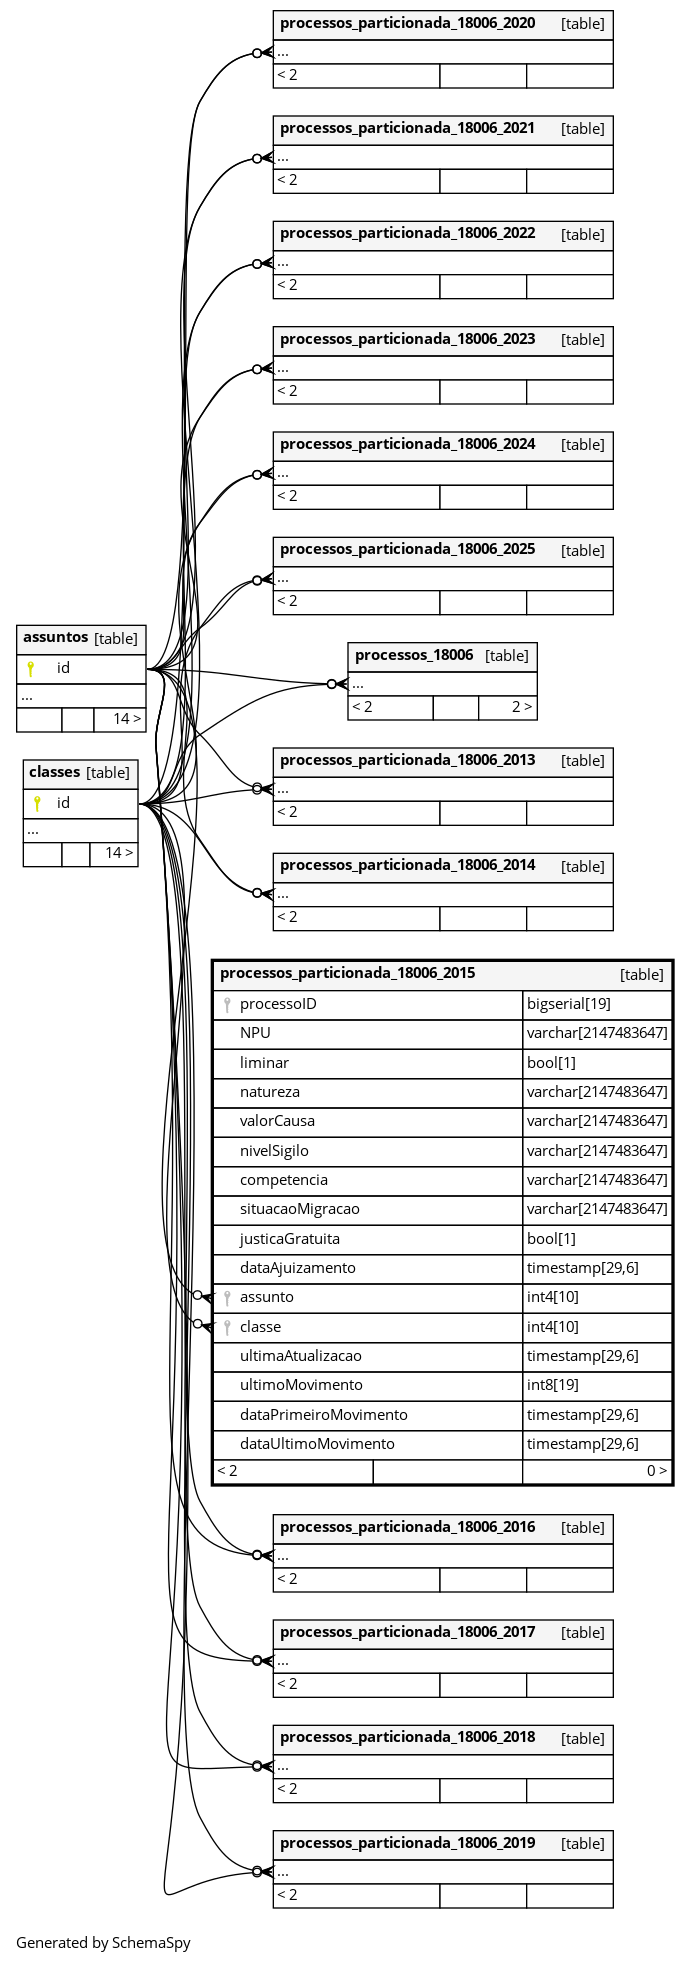 processos_particionada_18006_2020 [table]
...
< 2
processos_particionada_18006_2021 [table]
...
< 2
processos_particionada_18006_2022 [table]
...
< 2
processos_particionada_18006_2023 [table]
...
< 2
processos_particionada_18006_2024 [table]
...
< 2
processos_particionada_18006_2025 [table]
...
< 2
assuntos [table]
id
...
14 >
processos_18006 [table]
...
< 2 2 >
classes [table]
id
...
14 >
processos_particionada_18006_2013 [table]
...
< 2
processos_particionada_18006_2014 [table]
...
< 2
processos_particionada_18006_2015 [table]
processoID bigserial[19]
NPU varchar[2147483647]
liminar bool[1]
natureza varchar[2147483647]
valorCausa varchar[2147483647]
nivelSigilo varchar[2147483647]
competencia varchar[2147483647]
situacaoMigracao varchar[2147483647]
justicaGratuita bool[1]
dataAjuizamento timestamp[29,6]
assunto int4[10]
classe int4[10]
ultimaAtualizacao timestamp[29,6]
ultimoMovimento int8[19]
dataPrimeiroMovimento timestamp[29,6]
dataUltimoMovimento timestamp[29,6]
< 2 0 >
processos_particionada_18006_2016 [table]
...
< 2
processos_particionada_18006_2017 [table]
...
< 2
processos_particionada_18006_2018 [table]
...
< 2
processos_particionada_18006_2019 [table]
...
< 2
Generated by SchemaSpy